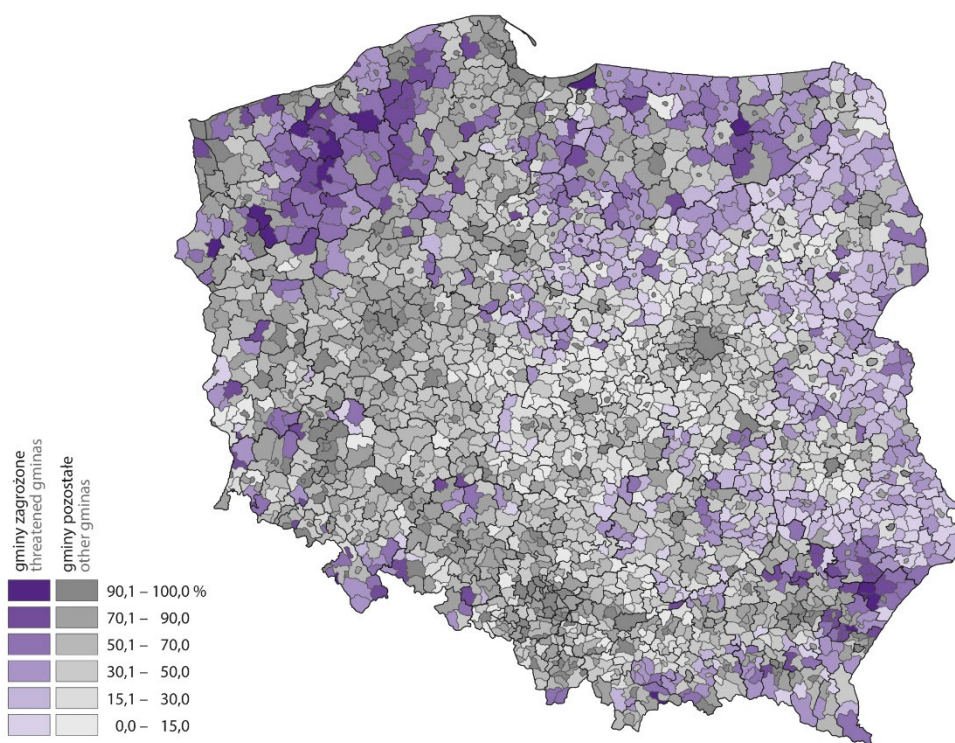 gminy zagrożone
threatened gminas
gminy pozostałe
other gminas
90,1 – 100,0 %
70,1 – 90,0
50,1 – 70,0
30,1 – 50,0
15,1 – 30,0
0,0 – 15,0